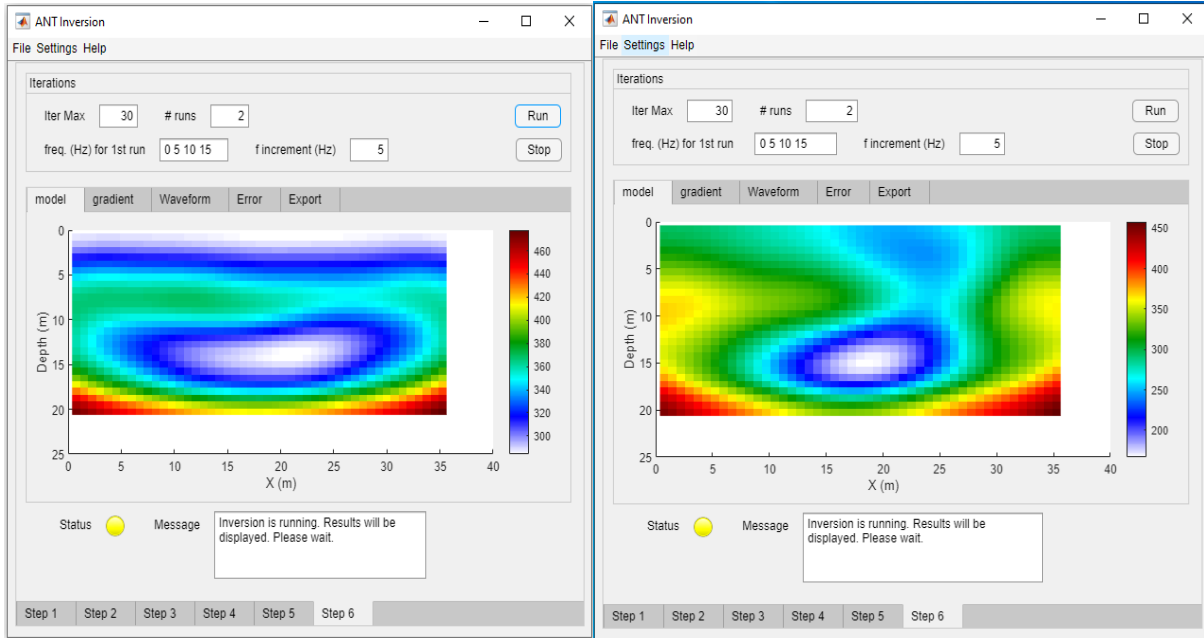 ANT Inversion
File Settings Help
Iterations
Iter Max 30 # runs 2 Run
freq. (Hz) for 1st run 0 5 10 15 f increment (Hz) 5 Stop
model gradient Waveform Error Export
0
5
10
15
20
25
Depth (m)
0 5 10 15 20 25 30 35 40
X (m)
460
440
420
400
380
360
340
320
300
Status Message Inversion is running. Results will be
displayed. Please wait.
Step 1 Step 2 Step 3 Step 4 Step 5 Step 6
ANT Inversion
File Settings Help
Iterations
Iter Max 30 # runs 2 Run
freq. (Hz) for 1st run 0 5 10 15 f increment (Hz) 5 Stop
model gradient Waveform Error Export
0
5
10
15
20
25
Depth (m)
0 5 10 15 20 25 30 35 40
X (m)
450
400
350
300
250
200
Status Message Inversion is running. Results will be
displayed. Please wait.
Step 1 Step 2 Step 3 Step 4 Step 5 Step 6